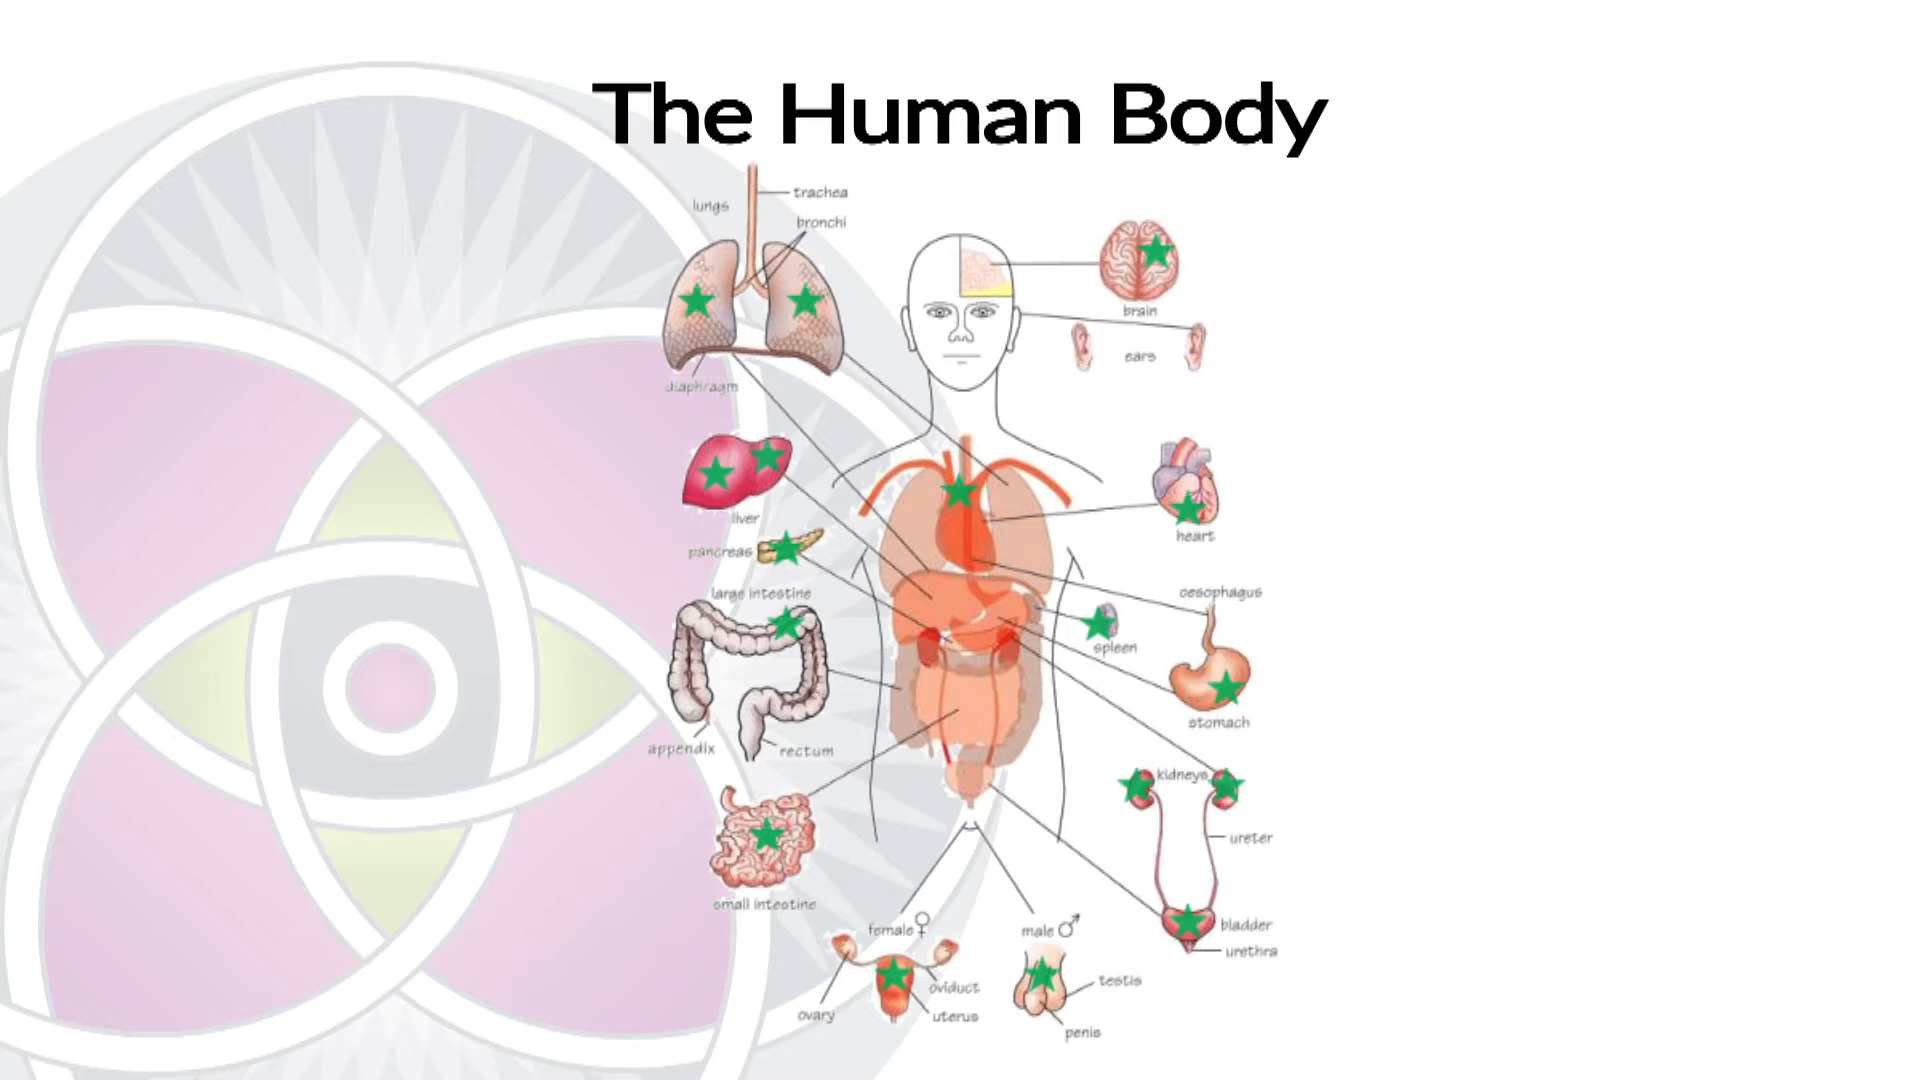 The Human Body
trachea
lungs
bronchi
diaphragm
brain
ears
liver
heart
pancreas
large intestine
oesophagus
spleen
appendix
rectum
stomach
kidneys
ureter
small intestine
bladder
urethra
female ♀
male ♂
oviduct
testis
ovary
uterus
penis